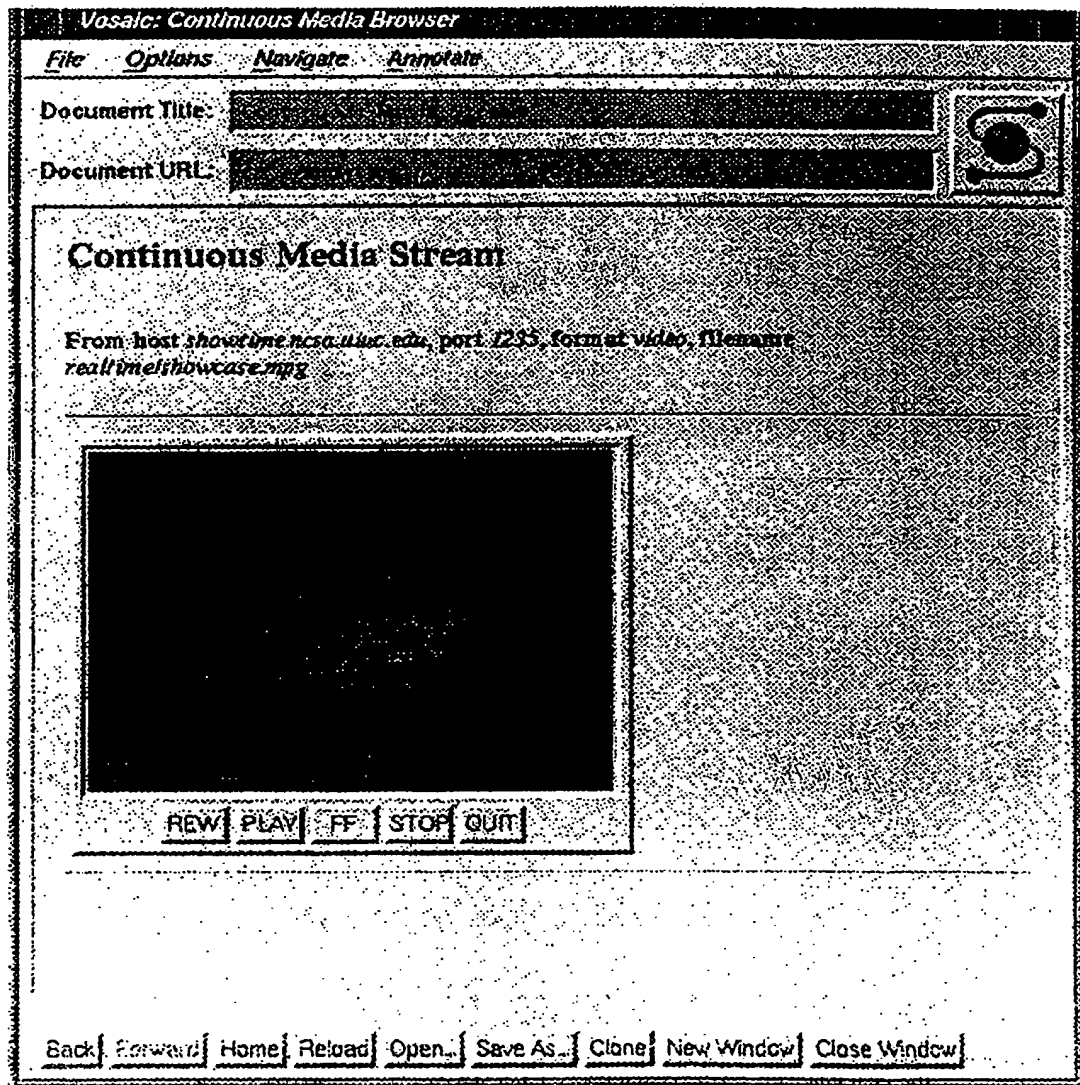 Vosaic: Continuous Media Browser
File Options Navigate Annotate
Document Title:
Document URL:
Continuous Media Stream
From host showtime.ncsa.uiuc.edu, port 1235, format video, filename
realtime/showcase.mpg
REW PLAY FF STOP QUIT
Back Forward Home Reload Open... Save As... Clone New Window Close Window